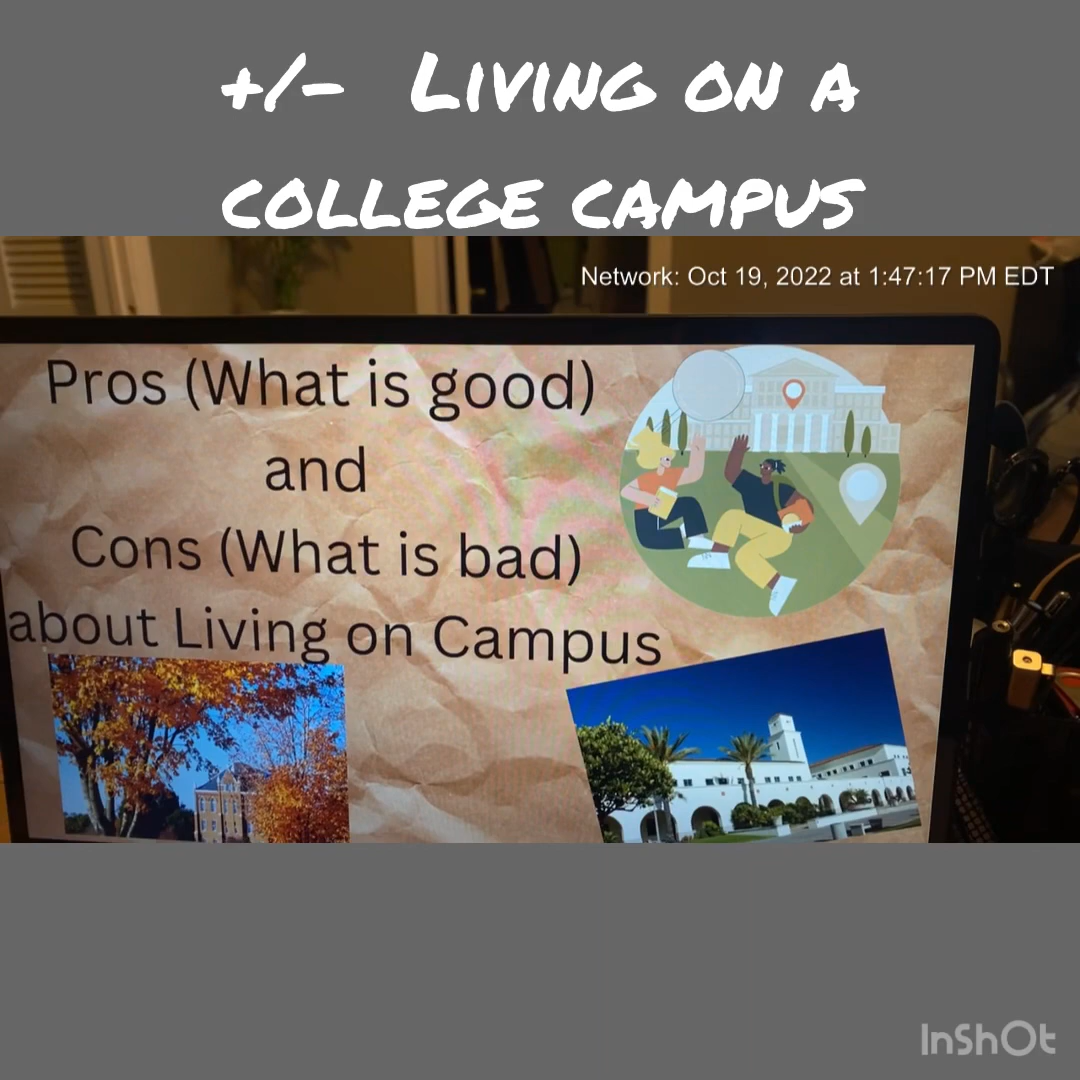 +/- LIVING ON A
COLLEGE CAMPUS
Network: Oct 19, 2022 at 1:47:17 PM EDT
Pros (What is good)
and
Cons (What is bad)
about Living on Campus
InShOt